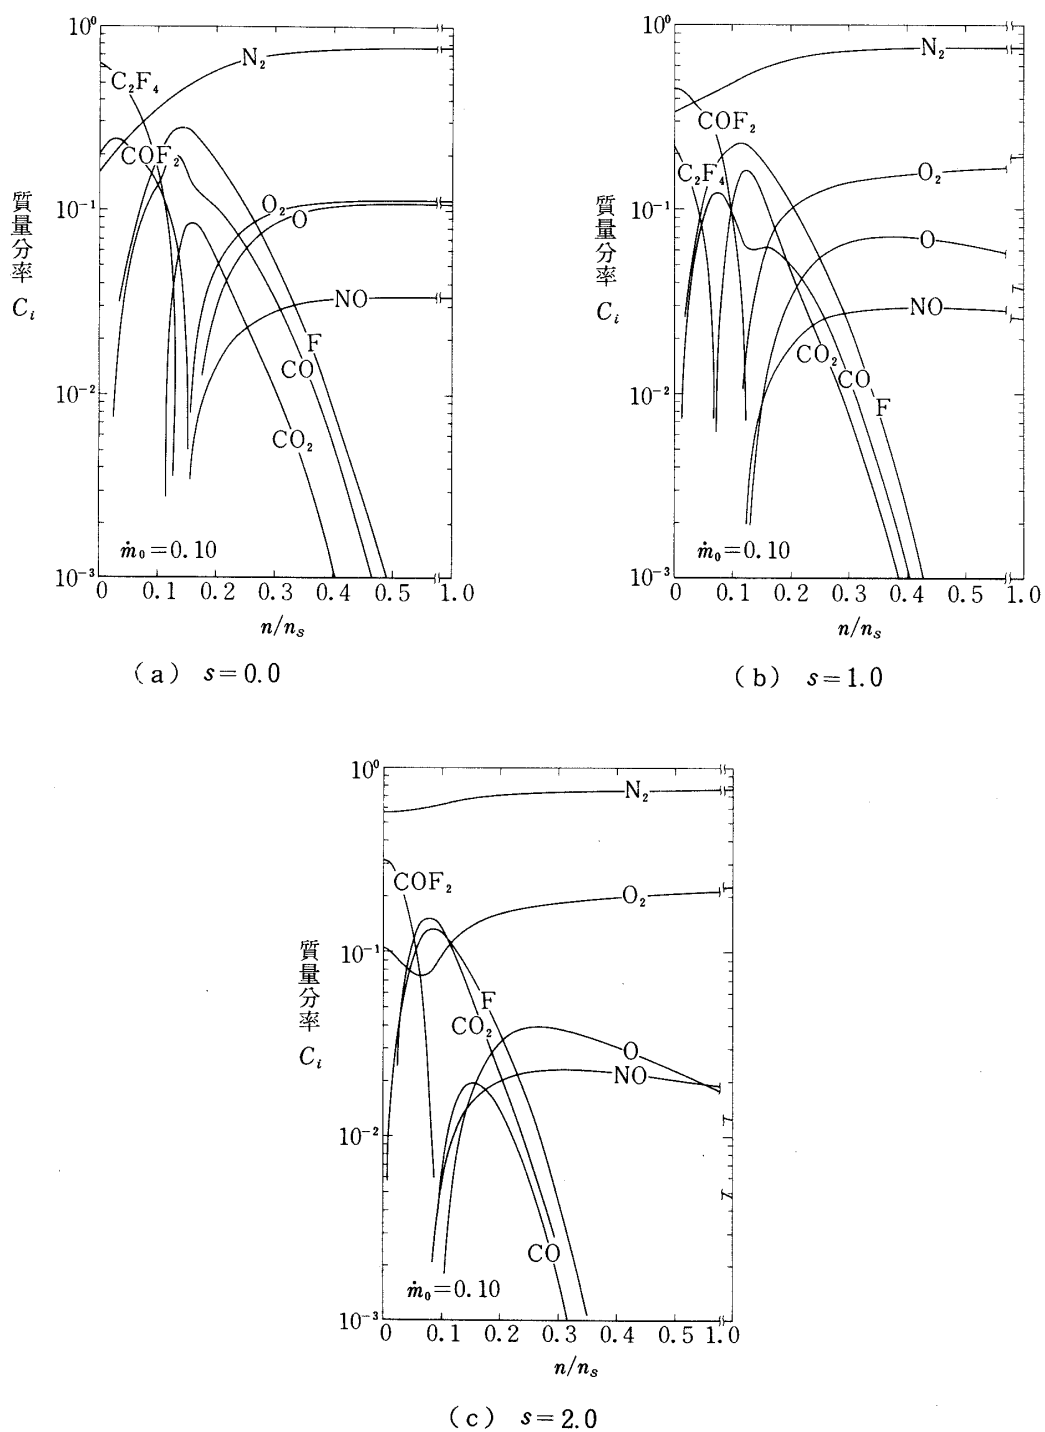 10⁰
N₂
C₂F₄
COF₂
O₂
O
10⁻¹
NO
F
CO
10⁻²
CO₂
ṁ₀=0.10
10⁻³
0 0.1 0.2 0.3 0.4 0.5 1.0
質量分率 Cᵢ
n/nₛ
(a) s=0.0
10⁰
N₂
COF₂
C₂F₄
O₂
10⁻¹
O
NO
CO₂
CO
10⁻²
F
ṁ₀=0.10
10⁻³
0 0.1 0.2 0.3 0.4 0.5 1.0
質量分率 Cᵢ
n/nₛ
(b) s=1.0
10⁰
N₂
COF₂
O₂
10⁻¹
F
CO₂
O
NO
10⁻²
CO
ṁ₀=0.10
10⁻³
0 0.1 0.2 0.3 0.4 0.5 1.0
質量分率 Cᵢ
n/nₛ
(c) s=2.0